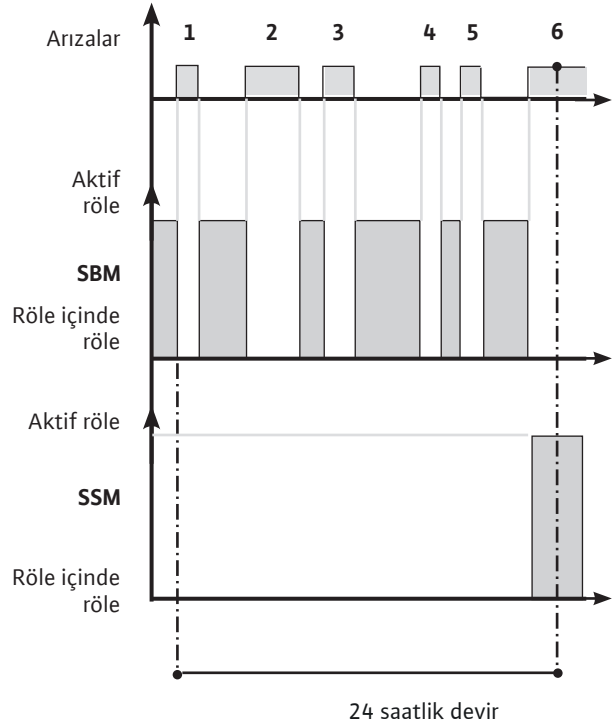 Arızalar
1 2 3 4 5 6
Aktif
röle
SBM
Röle içinde
röle
Aktif röle
SSM
Röle içinde
röle
24 saatlik devir